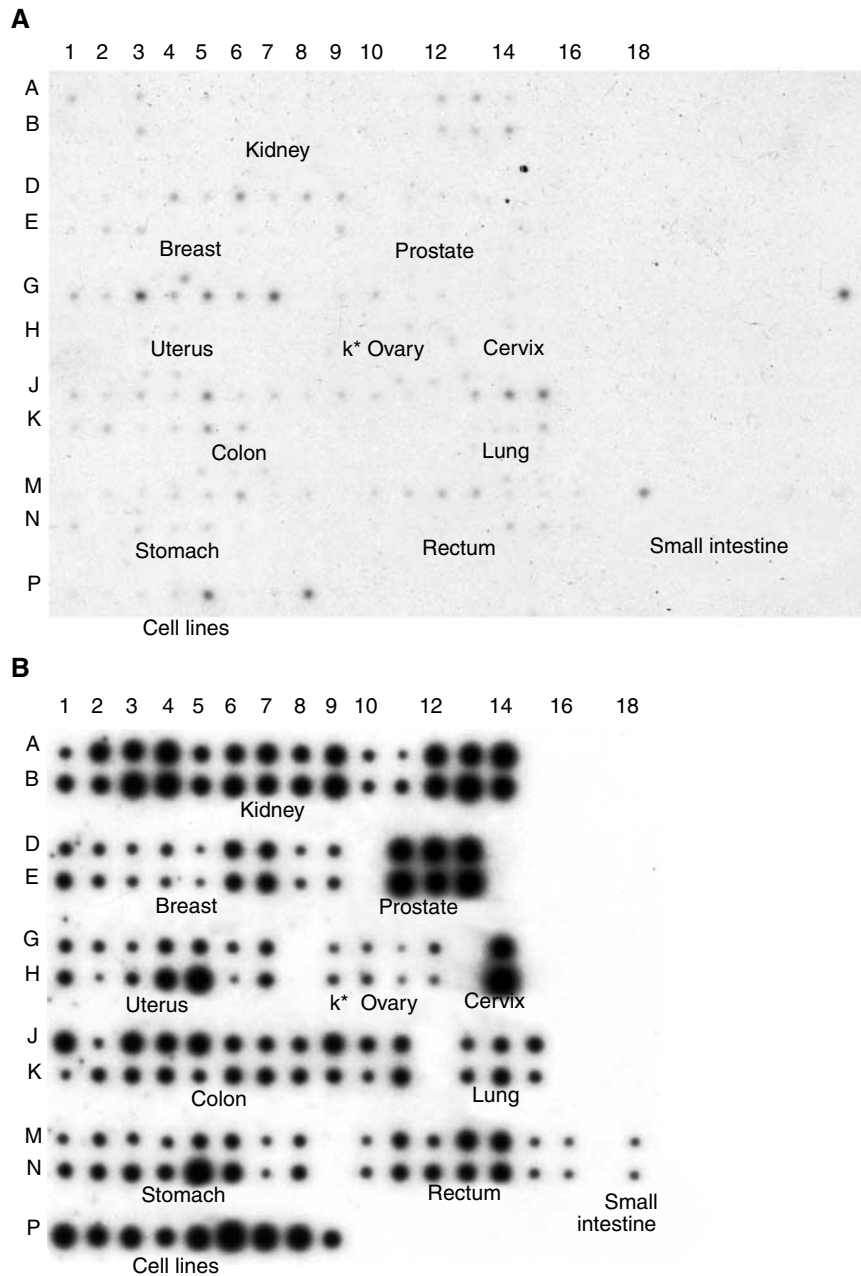 A
1 2 3 4 5 6 7 8 9 10 12 14 16 18
A
B
Kidney
D
E
Breast Prostate
G
H
Uterus k* Ovary Cervix
J
K
Colon Lung
M
N
Stomach Rectum Small intestine
P
Cell lines
B
1 2 3 4 5 6 7 8 9 10 12 14 16 18
A
B
Kidney
D
E
Breast Prostate
G
H
Uterus k* Ovary Cervix
J
K
Colon Lung
M
N
Stomach Rectum Small
intestine
P
Cell lines